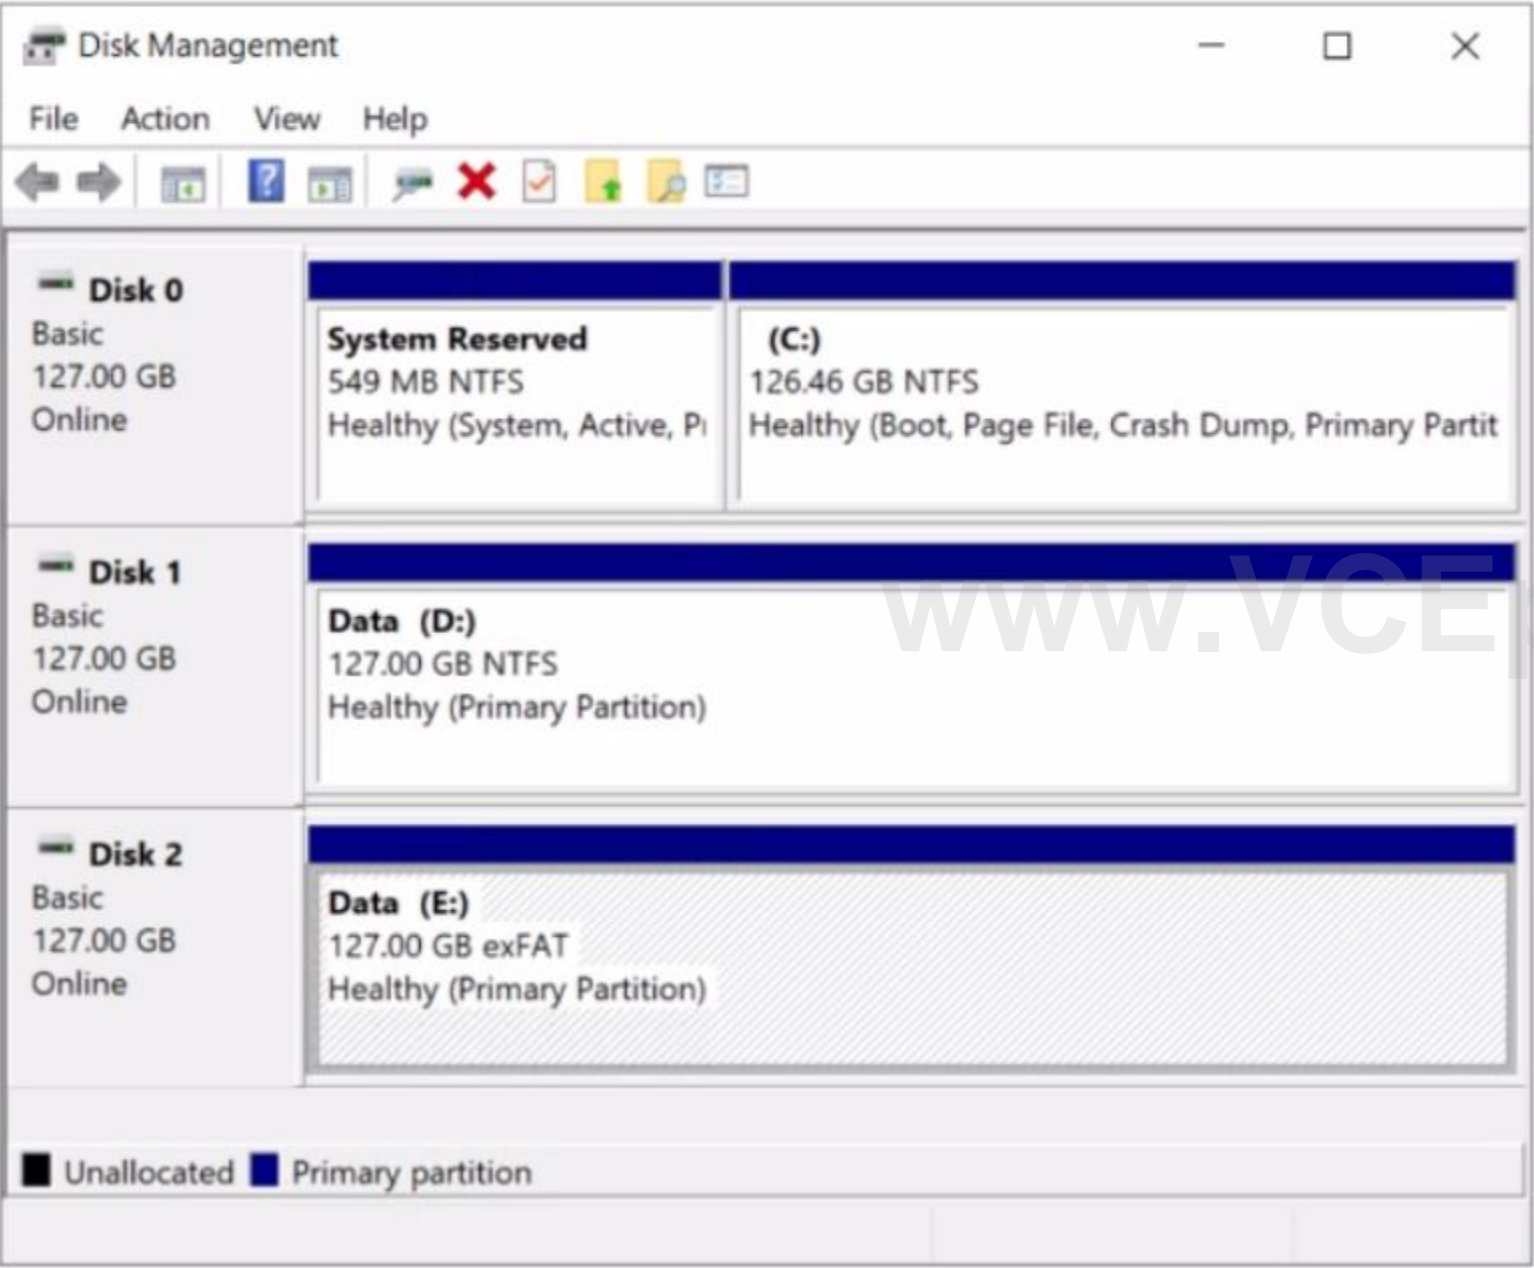 Disk Management
File Action View Help
Disk 0
Basic
127.00 GB
Online
System Reserved
549 MB NTFS
Healthy (System, Active, Pr
(C:)
126.46 GB NTFS
Healthy (Boot, Page File, Crash Dump, Primary Partit
Disk 1
Basic
127.00 GB
Online
Data (D:)
127.00 GB NTFS
Healthy (Primary Partition)
www.VCE
Disk 2
Basic
127.00 GB
Online
Data (E:)
127.00 GB exFAT
Healthy (Primary Partition)
Unallocated Primary partition